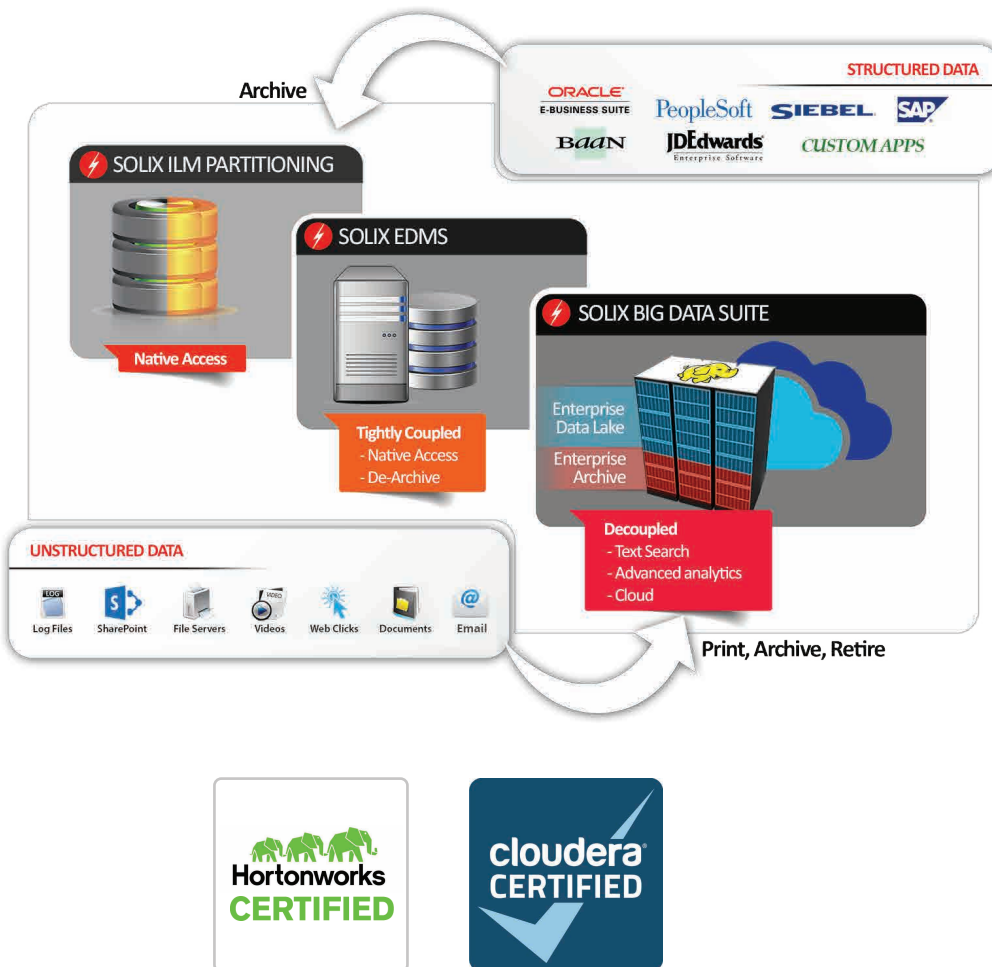 Archive
STRUCTURED DATA
ORACLE®
E-BUSINESS SUITE
PeopleSoft
SIEBEL.
SAP
BaaN
JDEdwards
Enterprise Software
CUSTOM APPS
SOLIX ILM PARTITIONING
Native Access
SOLIX EDMS
Tightly Coupled
- Native Access
- De-Archive
SOLIX BIG DATA SUITE
Enterprise
Data Lake
Enterprise
Archive
Decoupled
- Text Search
- Advanced analytics
- Cloud
UNSTRUCTURED DATA
LOG
S
VIDEO
@
Log Files
SharePoint
File Servers
Videos
Web Clicks
Documents
Email
Print, Archive, Retire
Hortonworks
CERTIFIED
cloudera®
CERTIFIED